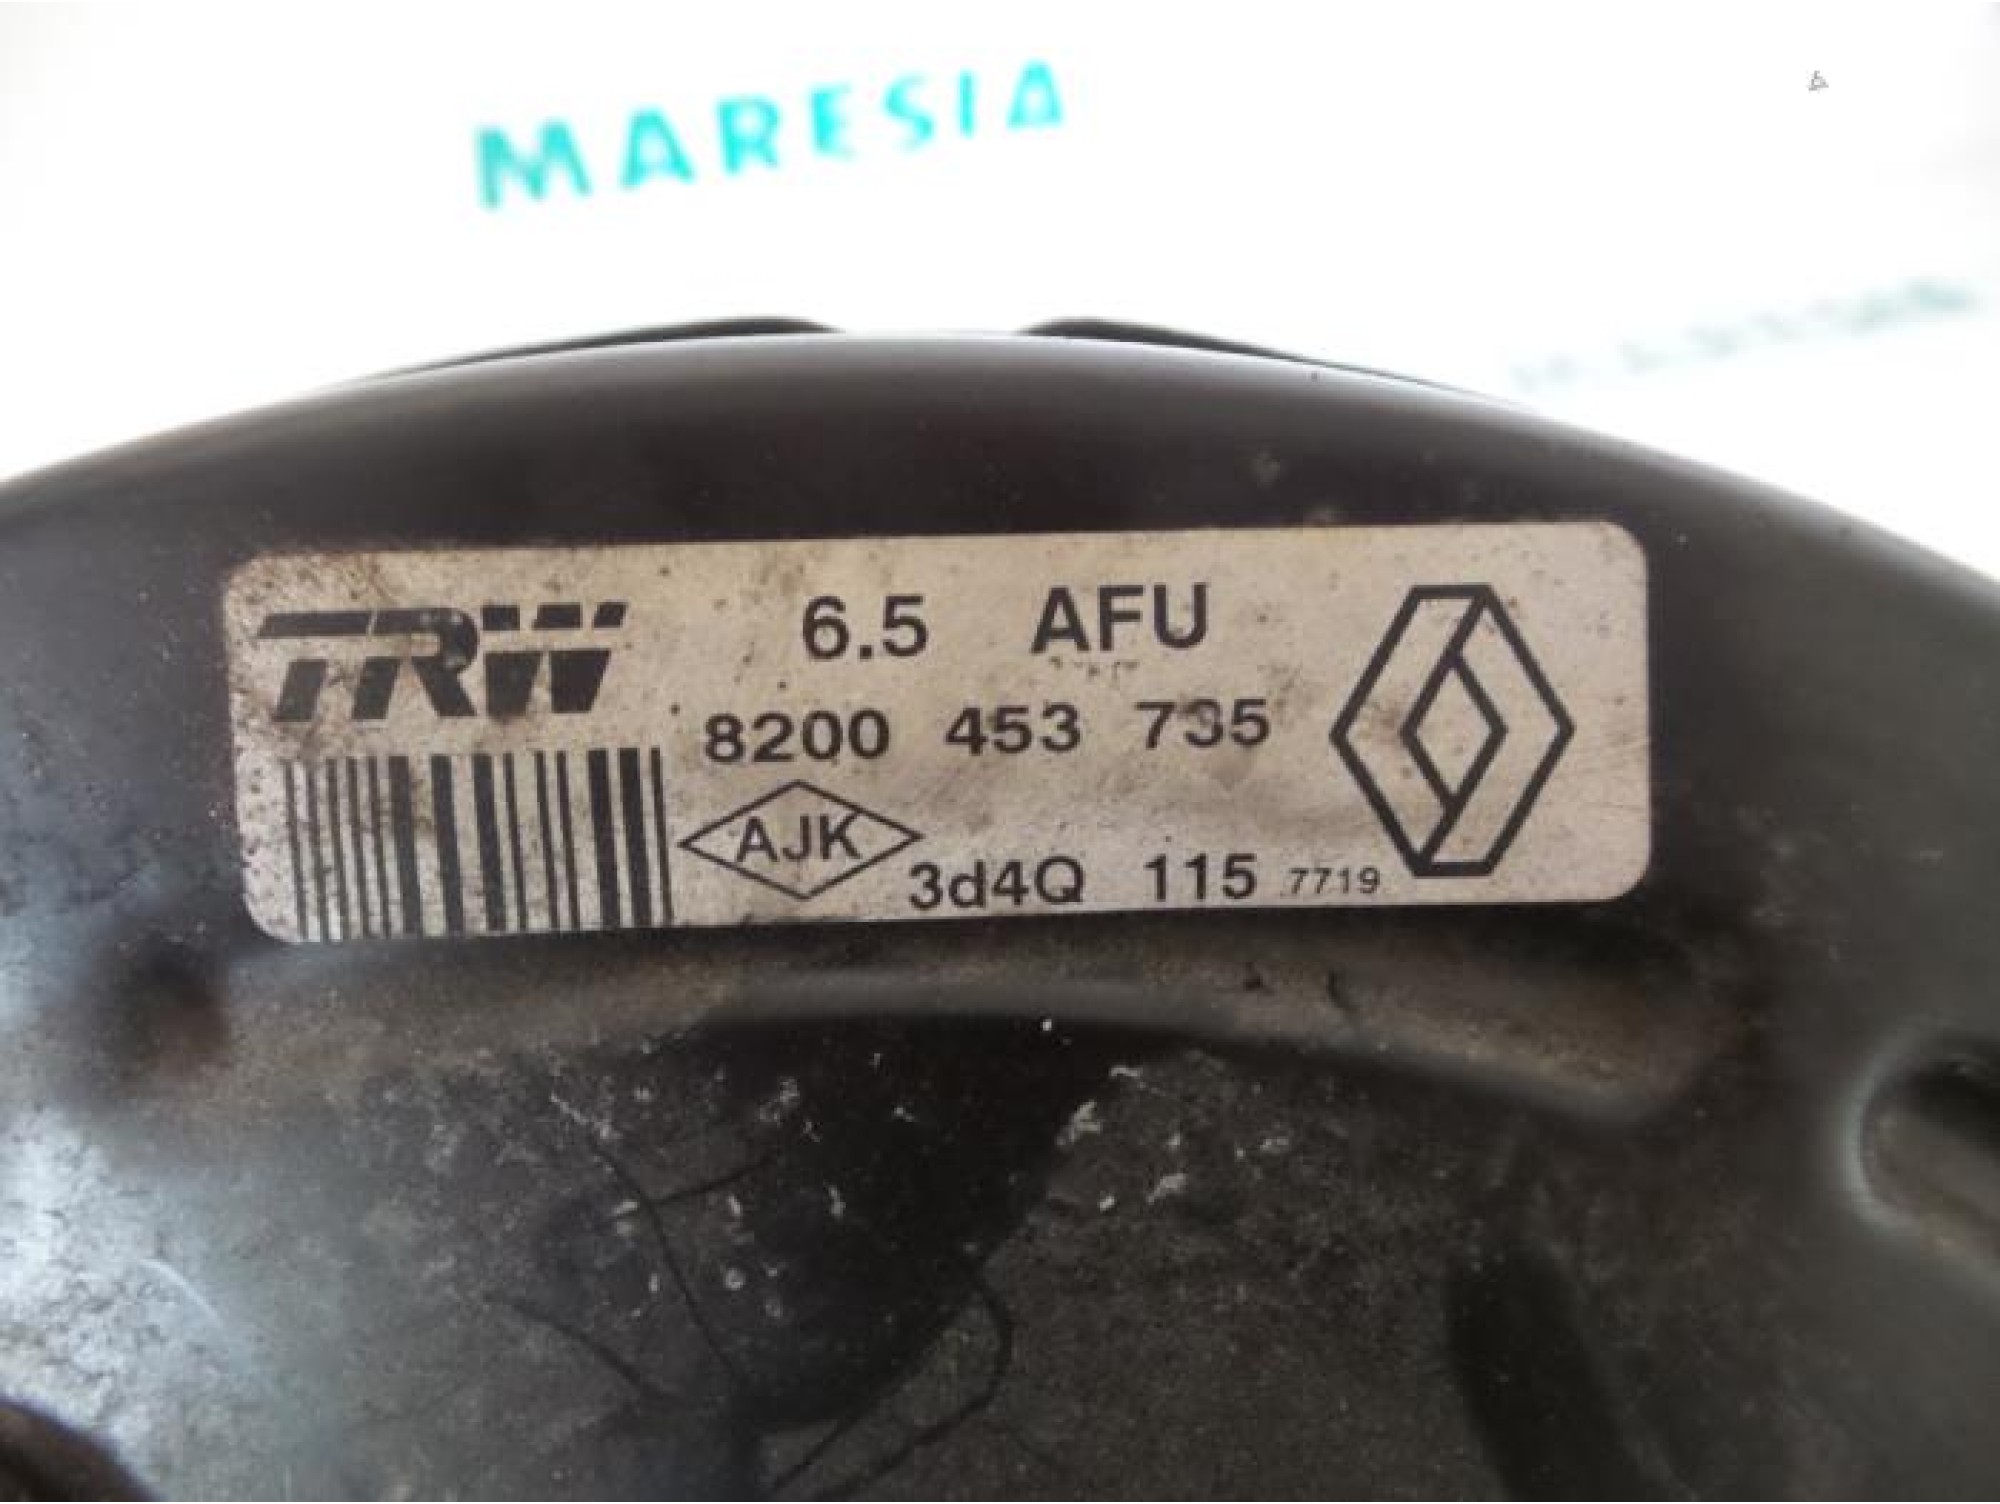 MARESIA
TRW 6.5 AFU
8200 453 735
AJK 3d4Q 115 7719